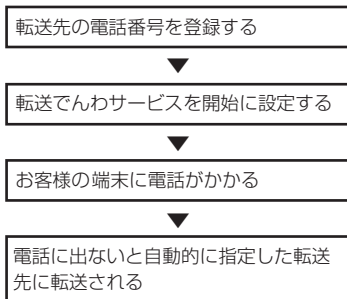 転送先の電話番号を登録する
転送でんわサービスを開始に設定する
お客様の端末に電話がかかる
電話に出ないと自動的に指定した転送
先に転送される